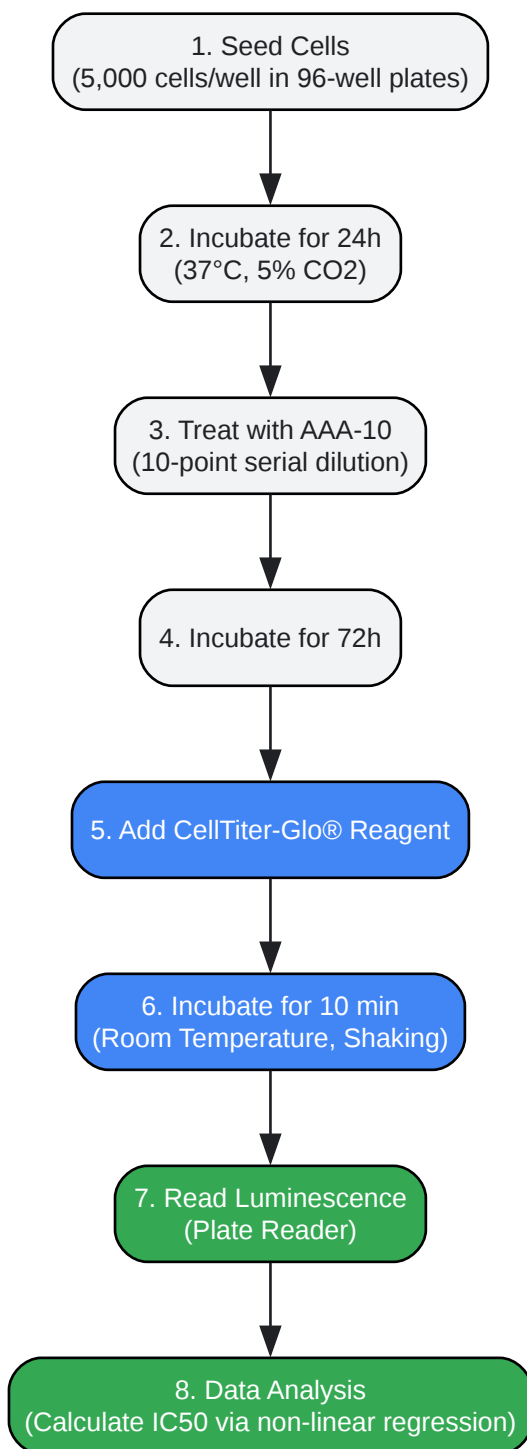 1. Seed Cells
(5,000 cells/well in 96-well plates)
2. Incubate for 24h
(37°C, 5% CO2)
3. Treat with AAA-10
(10-point serial dilution)
4. Incubate for 72h
5. Add CellTiter-Glo® Reagent
6. Incubate for 10 min
(Room Temperature, Shaking)
7. Read Luminescence
(Plate Reader)
8. Data Analysis
(Calculate IC50 via non-linear regression)